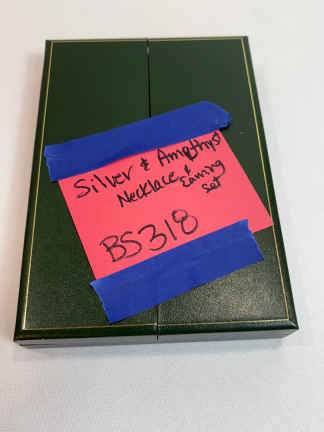 Silver & Amethyst
Necklace &
Earring
Set
BS318